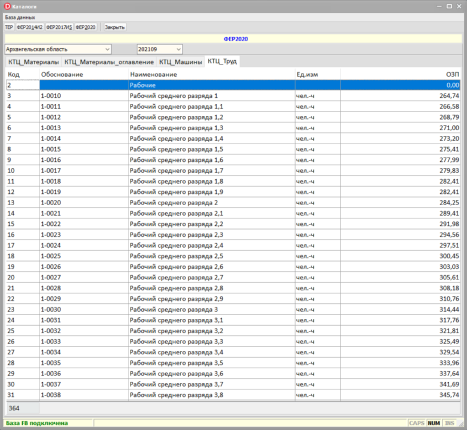 Каталоги
База данных
ТЕР ФЕР2014И2 ФЕР2017И5 ФЕР2020 Закрыть
ФЕР2020
Архангельская область 282109
КТЦ_Материалы КТЦ_Материалы_оглавление КТЦ_Машины КТЦ_Труд
Код Обоснование Наименование Ед.изм ОЗП
2 Рабочие 0,00
3 1-0010 Рабочий среднего разряда 1 чел.-ч 264,74
4 1-0011 Рабочий среднего разряда 1,1 чел.-ч 266,58
5 1-0012 Рабочий среднего разряда 1,2 чел.-ч 268,79
6 1-0013 Рабочий среднего разряда 1,3 чел.-ч 271,00
7 1-0014 Рабочий среднего разряда 1,4 чел.-ч 273,20
8 1-0015 Рабочий среднего разряда 1,5 чел.-ч 275,41
9 1-0016 Рабочий среднего разряда 1,6 чел.-ч 277,99
10 1-0017 Рабочий среднего разряда 1,7 чел.-ч 279,83
11 1-0018 Рабочий среднего разряда 1,8 чел.-ч 282,41
12 1-0019 Рабочий среднего разряда 1,9 чел.-ч 282,41
13 1-0020 Рабочий среднего разряда 2 чел.-ч 284,25
14 1-0021 Рабочий среднего разряда 2,1 чел.-ч 289,41
15 1-0022 Рабочий среднего разряда 2,2 чел.-ч 291,98
16 1-0023 Рабочий среднего разряда 2,3 чел.-ч 294,56
17 1-0024 Рабочий среднего разряда 2,4 чел.-ч 297,51
18 1-0025 Рабочий среднего разряда 2,5 чел.-ч 300,45
19 1-0026 Рабочий среднего разряда 2,6 чел.-ч 303,03
20 1-0027 Рабочий среднего разряда 2,7 чел.-ч 305,61
21 1-0028 Рабочий среднего разряда 2,8 чел.-ч 308,18
22 1-0029 Рабочий среднего разряда 2,9 чел.-ч 310,76
23 1-0030 Рабочий среднего разряда 3 чел.-ч 314,44
24 1-0031 Рабочий среднего разряда 3,1 чел.-ч 317,76
25 1-0032 Рабочий среднего разряда 3,2 чел.-ч 321,81
26 1-0033 Рабочий среднего разряда 3,3 чел.-ч 325,49
27 1-0034 Рабочий среднего разряда 3,4 чел.-ч 329,54
28 1-0035 Рабочий среднего разряда 3,5 чел.-ч 333,96
29 1-0036 Рабочий среднего разряда 3,6 чел.-ч 337,64
30 1-0037 Рабочий среднего разряда 3,7 чел.-ч 341,69
31 1-0038 Рабочий среднего разряда 3,8 чел.-ч 345,74
364
База FB подключена CAPS NUM INS